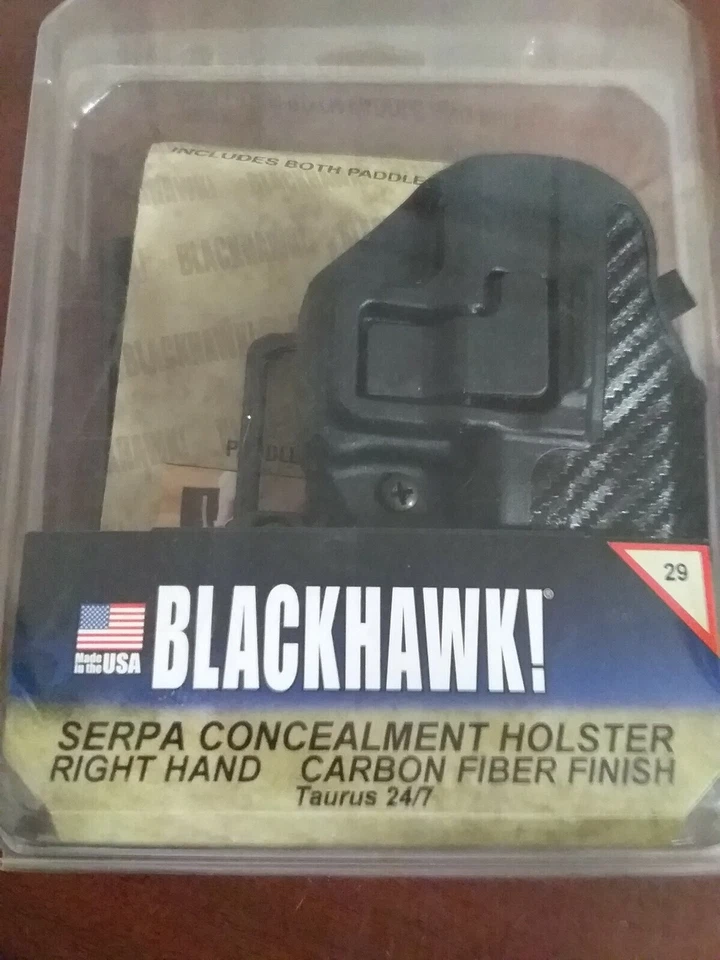 INCLUDES BOTH PADDLE
BLACKHAWK
29
Made
in the USA
BLACKHAWK!®
SERPA CONCEALMENT HOLSTER
RIGHT HAND CARBON FIBER FINISH
Taurus 24/7